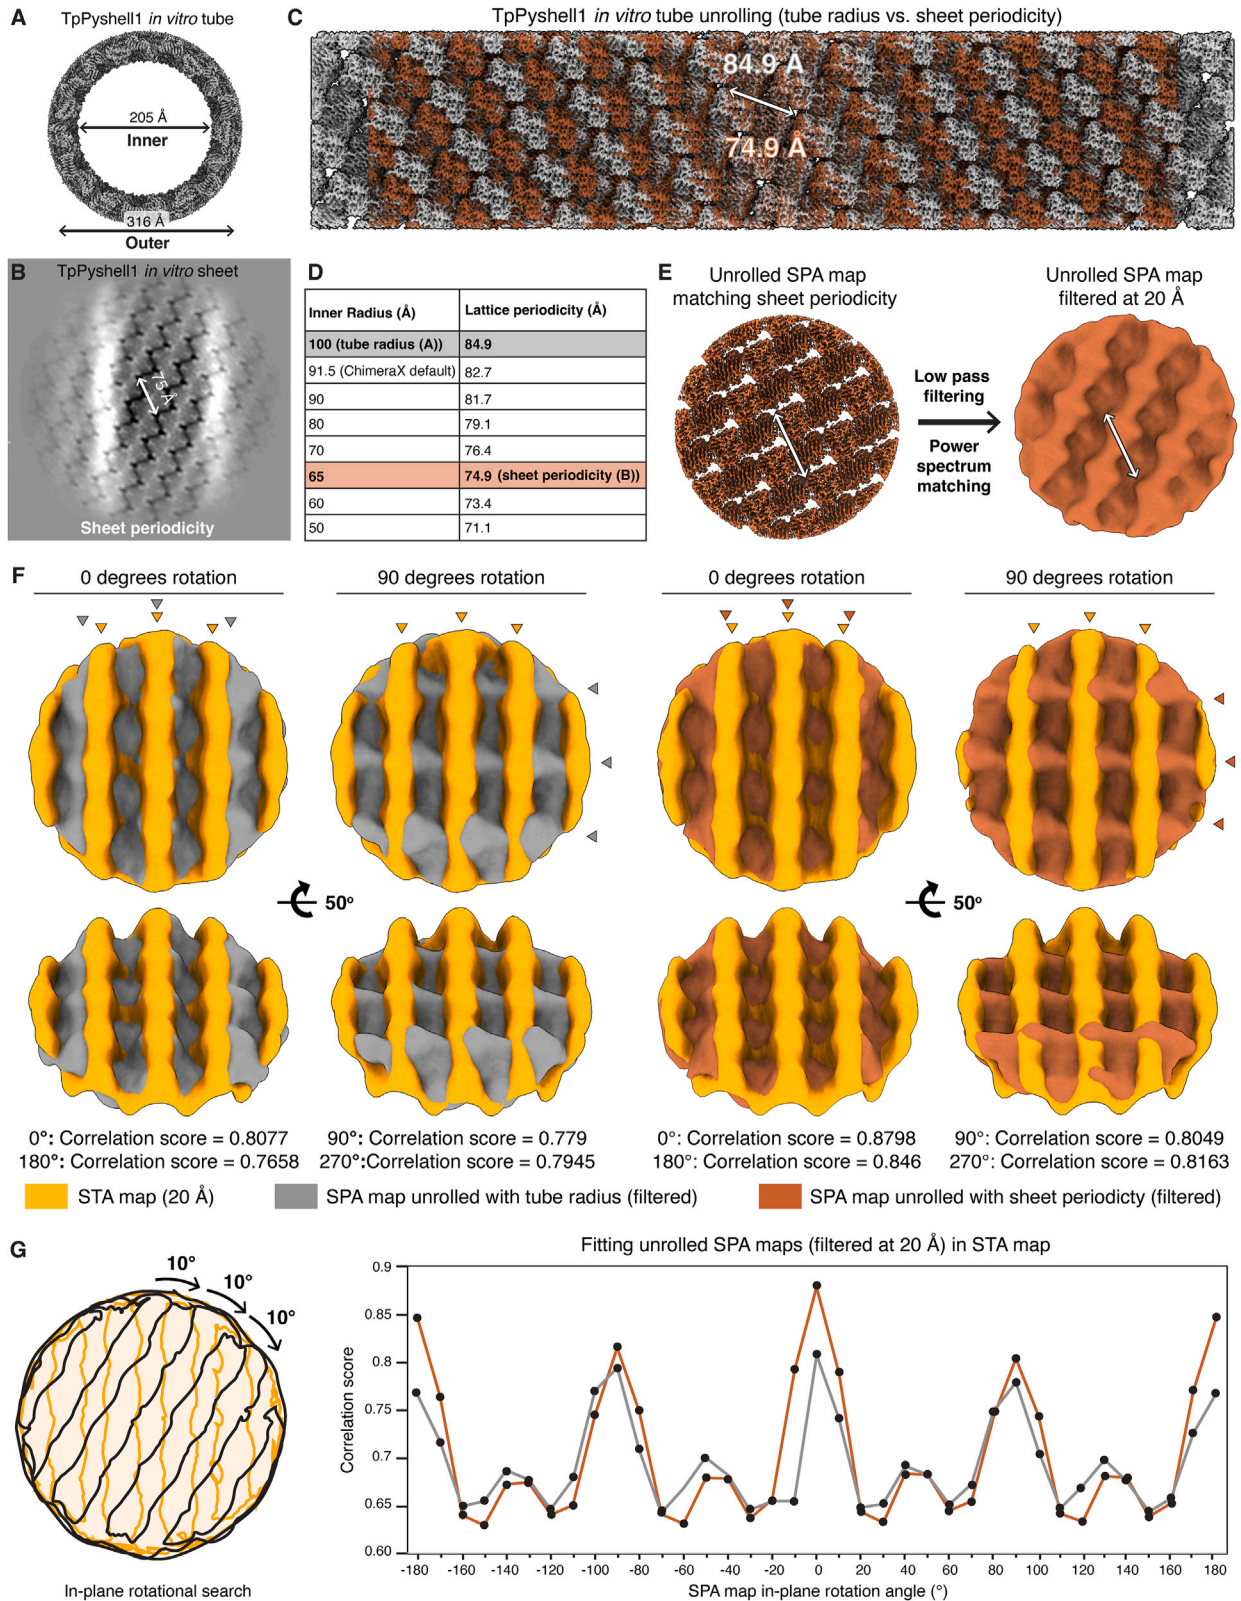 A
TpPyshell1 in vitro tube
205 Å
Inner
316 Å
Outer
C
TpPyshell1 in vitro tube unrolling (tube radius vs. sheet periodicity)
84.9 Å
74.9 Å
B
TpPyshell1 in vitro sheet
75 Å
Sheet periodicity
D
Inner Radius (Å) Lattice periodicity (Å)
100 (tube radius (A)) 84.9
91.5 (ChimeraX default) 82.7
90 81.7
80 79.1
70 76.4
65 74.9 (sheet periodicity (B))
60 73.4
50 71.1
E
Unrolled SPA map
matching sheet periodicity
Low pass
filtering
Power
spectrum
matching
Unrolled SPA map
filtered at 20 Å
F
0 degrees rotation 90 degrees rotation 0 degrees rotation 90 degrees rotation
50° 50°
0°: Correlation score = 0.8077
180°: Correlation score = 0.7658
90°: Correlation score = 0.779
270°:Correlation score = 0.7945
0°: Correlation score = 0.8798
180°: Correlation score = 0.846
90°: Correlation score = 0.8049
270°: Correlation score = 0.8163
STA map (20 Å)
SPA map unrolled with tube radius (filtered)
SPA map unrolled with sheet periodicty (filtered)
G
10°
10°
10°
In-plane rotational search
Fitting unrolled SPA maps (filtered at 20 Å) in STA map
Correlation score
0.9
0.85
0.8
0.75
0.7
0.65
0.60
-180 -160 -140 -120 -100 -80 -60 -40 -20 0 20 40 60 80 100 120 140 160 180
SPA map in-plane rotation angle (°)